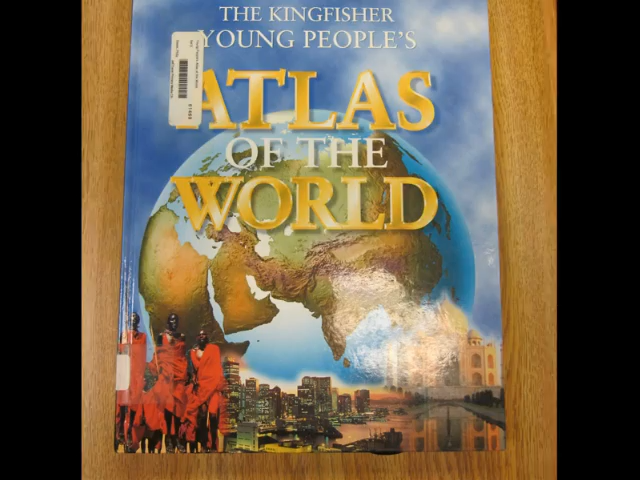 THE KINGFISHER
YOUNG PEOPLE'S
ATLAS
OF THE
WORLD